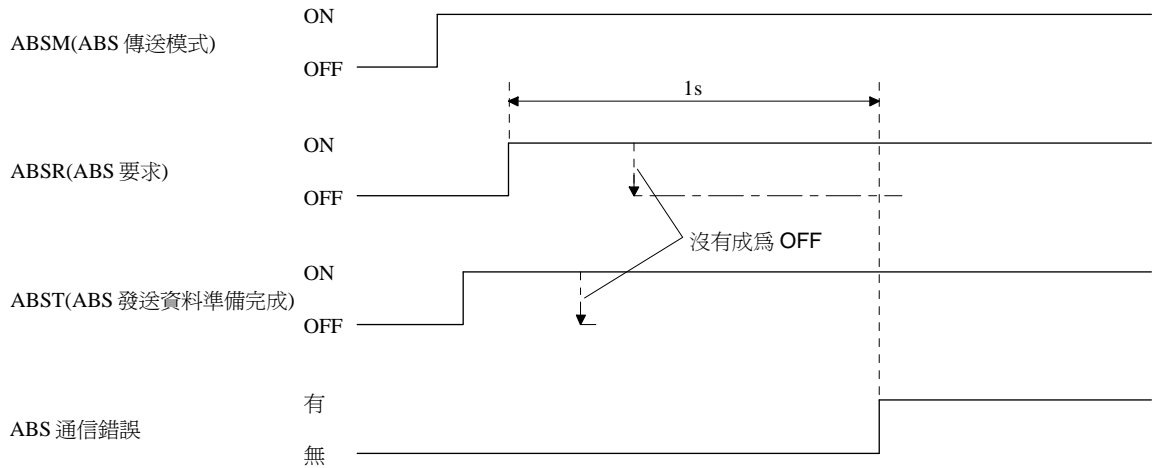 ON
ABSM(ABS 傳送模式)
OFF
1s
ON
ABSR(ABS 要求)
OFF
沒有成爲 OFF
ON
ABST(ABS 發送資料準備完成)
OFF
有
ABS 通信錯誤
無